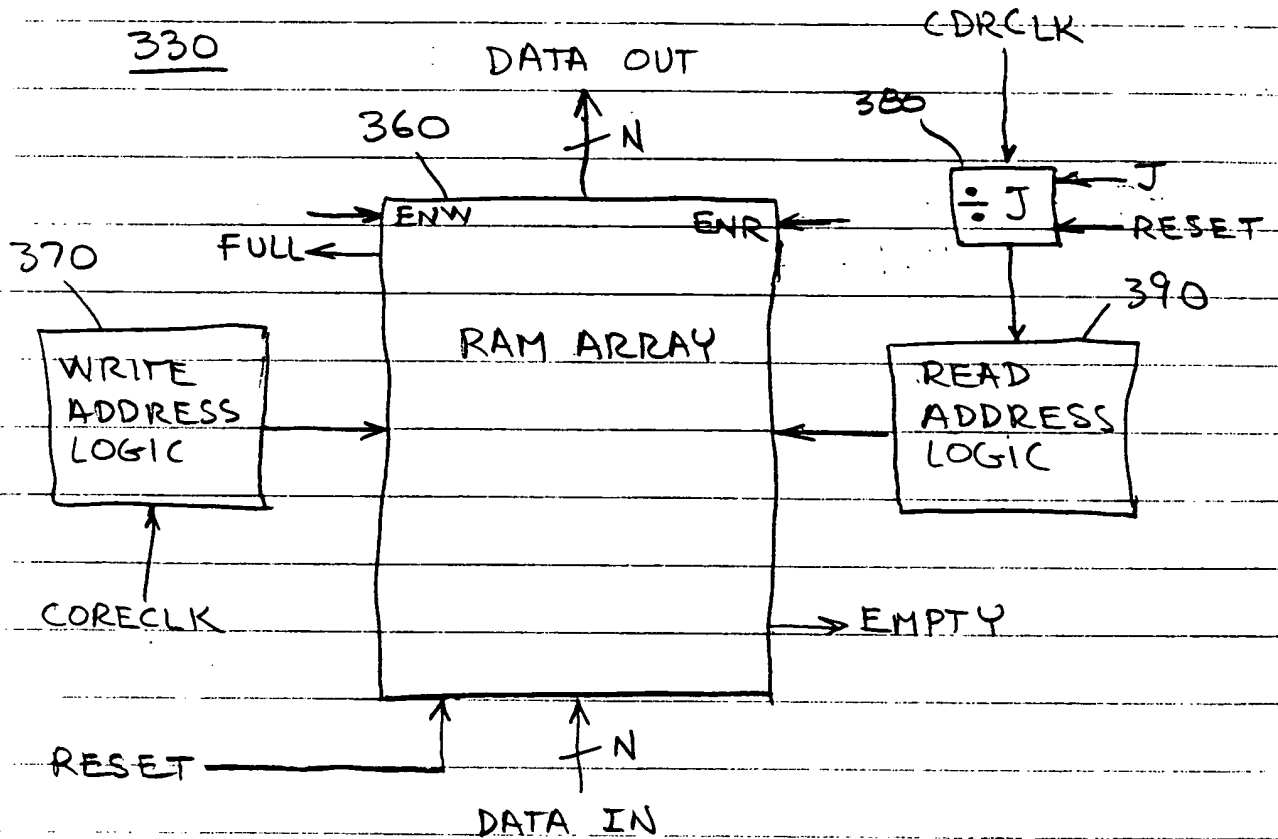 330
CDRCLK
DATA OUT
380
360
N
J
ENW
ENR
÷ J
RESET
FULL
370
390
RAM ARRAY
WRITE
ADDRESS
LOGIC
READ
ADDRESS
LOGIC
CORECLK
EMPTY
RESET
N
DATA IN